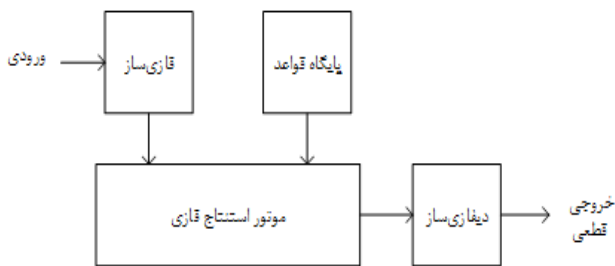 ورودی
فازی‌ساز
پایگاه قواعد
موتور استنتاج فازی
دیفازی‌ساز
خروجی
قطعی